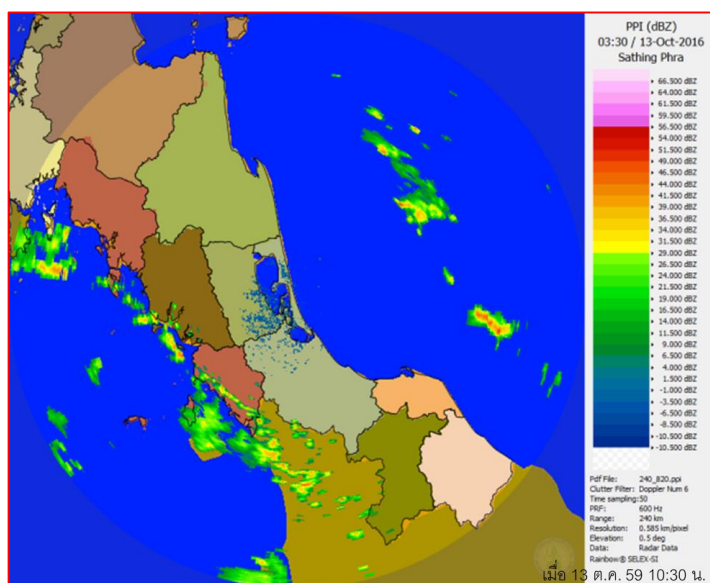 PPI (dBZ)
03:30 / 13-Oct-2016
Sathing Phra
66.500 dBZ
64.000 dBZ
61.500 dBZ
59.500 dBZ
56.500 dBZ
54.000 dBZ
51.500 dBZ
49.000 dBZ
46.500 dBZ
44.000 dBZ
41.500 dBZ
39.000 dBZ
36.500 dBZ
34.000 dBZ
31.500 dBZ
29.000 dBZ
26.500 dBZ
24.000 dBZ
21.500 dBZ
19.000 dBZ
16.500 dBZ
14.000 dBZ
11.500 dBZ
9.000 dBZ
6.500 dBZ
4.000 dBZ
1.500 dBZ
-1.000 dBZ
-3.500 dBZ
-6.500 dBZ
-8.500 dBZ
-10.500 dBZ
-10.500 dBZ
Pdf File: 240_820.ppi
Clutter Filter: Doppler Num 6
Time sampling:50
PRF: 600 Hz
Range: 240 km
Resolution: 0.585 km/pixel
Elevation: 0.5 deg
Data: Radar Data
Rainbow® SELEX-SI
เมื่อ 13 ต.ค. 59 10:30 น.